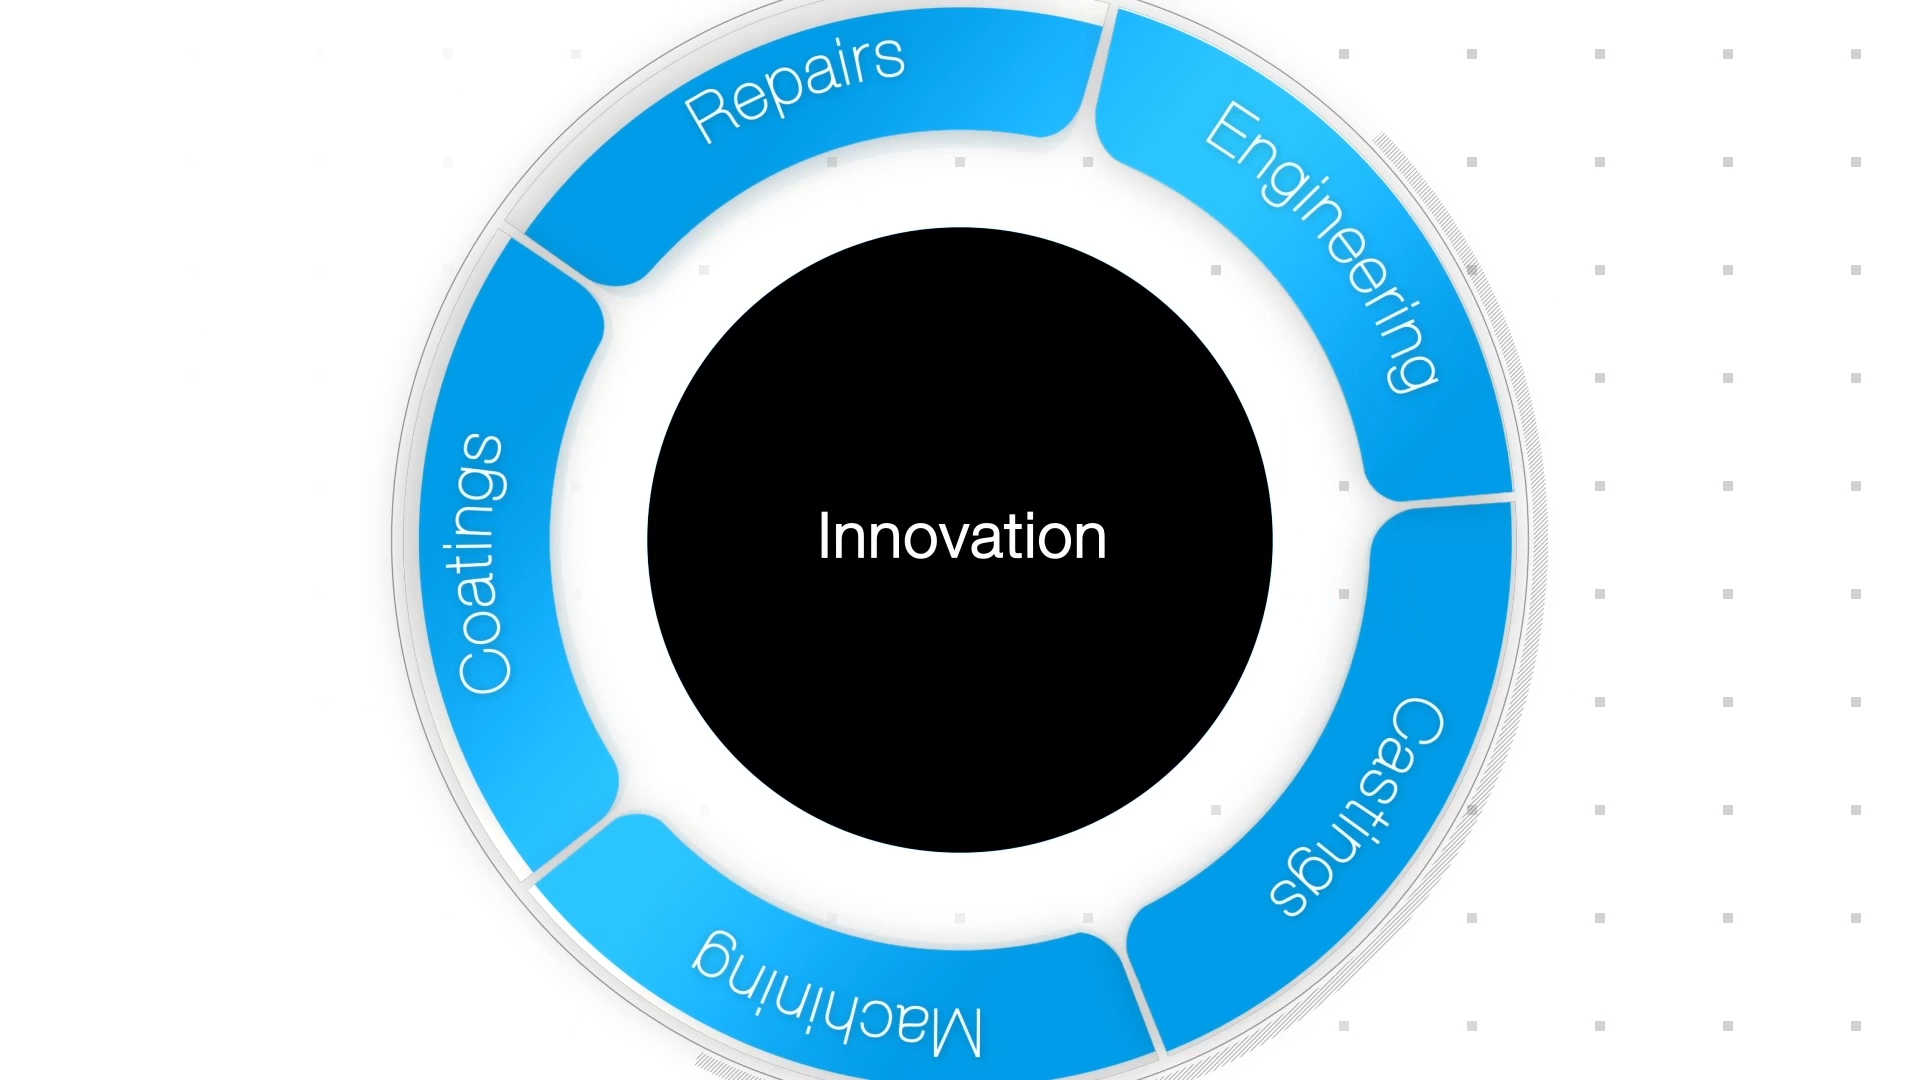 Repairs
Engineering
Coatings
Innovation
Castings
Machining